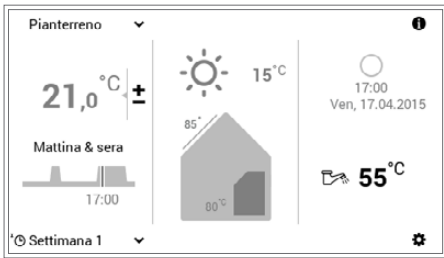 Pianterreno
21,0 °C ±
Mattina & sera
17:00
Settimana 1
15°C
85°
80°C
17:00
Ven, 17.04.2015
55°C